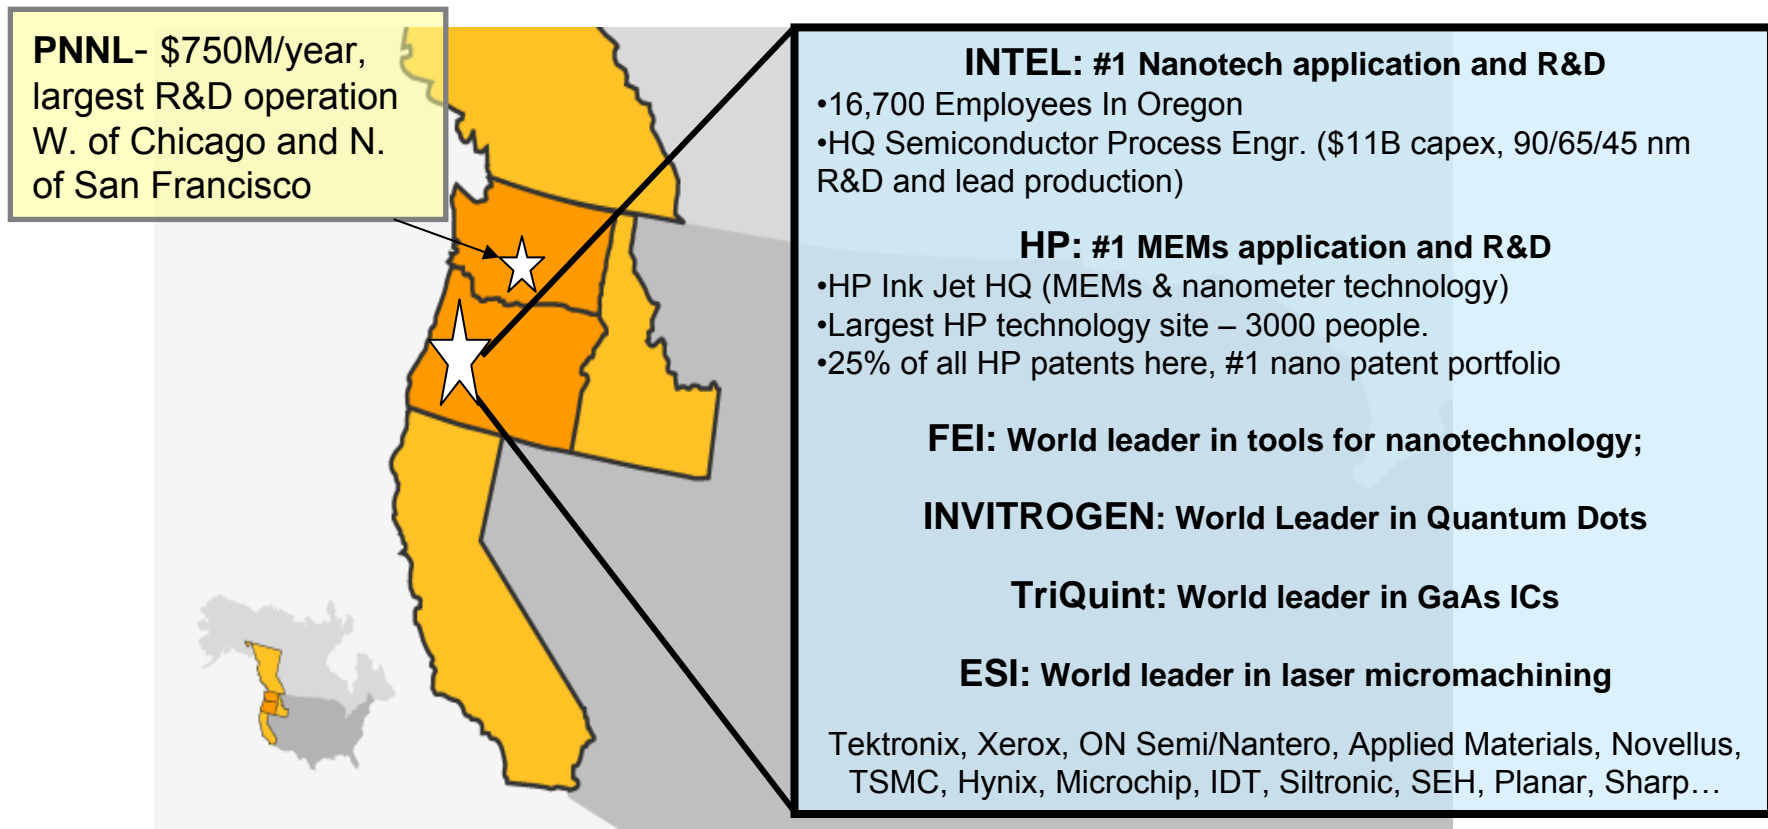 PNNL- $750M/year,
largest R&D operation
W. of Chicago and N.
of San Francisco
INTEL: #1 Nanotech application and R&D
•16,700 Employees In Oregon
•HQ Semiconductor Process Engr. ($11B capex, 90/65/45 nm
R&D and lead production)
HP: #1 MEMs application and R&D
•HP Ink Jet HQ (MEMs & nanometer technology)
•Largest HP technology site – 3000 people.
•25% of all HP patents here, #1 nano patent portfolio
FEI: World leader in tools for nanotechnology;
INVITROGEN: World Leader in Quantum Dots
TriQuint: World leader in GaAs ICs
ESI: World leader in laser micromachining
Tektronix, Xerox, ON Semi/Nantero, Applied Materials, Novellus,
TSMC, Hynix, Microchip, IDT, Siltronic, SEH, Planar, Sharp…